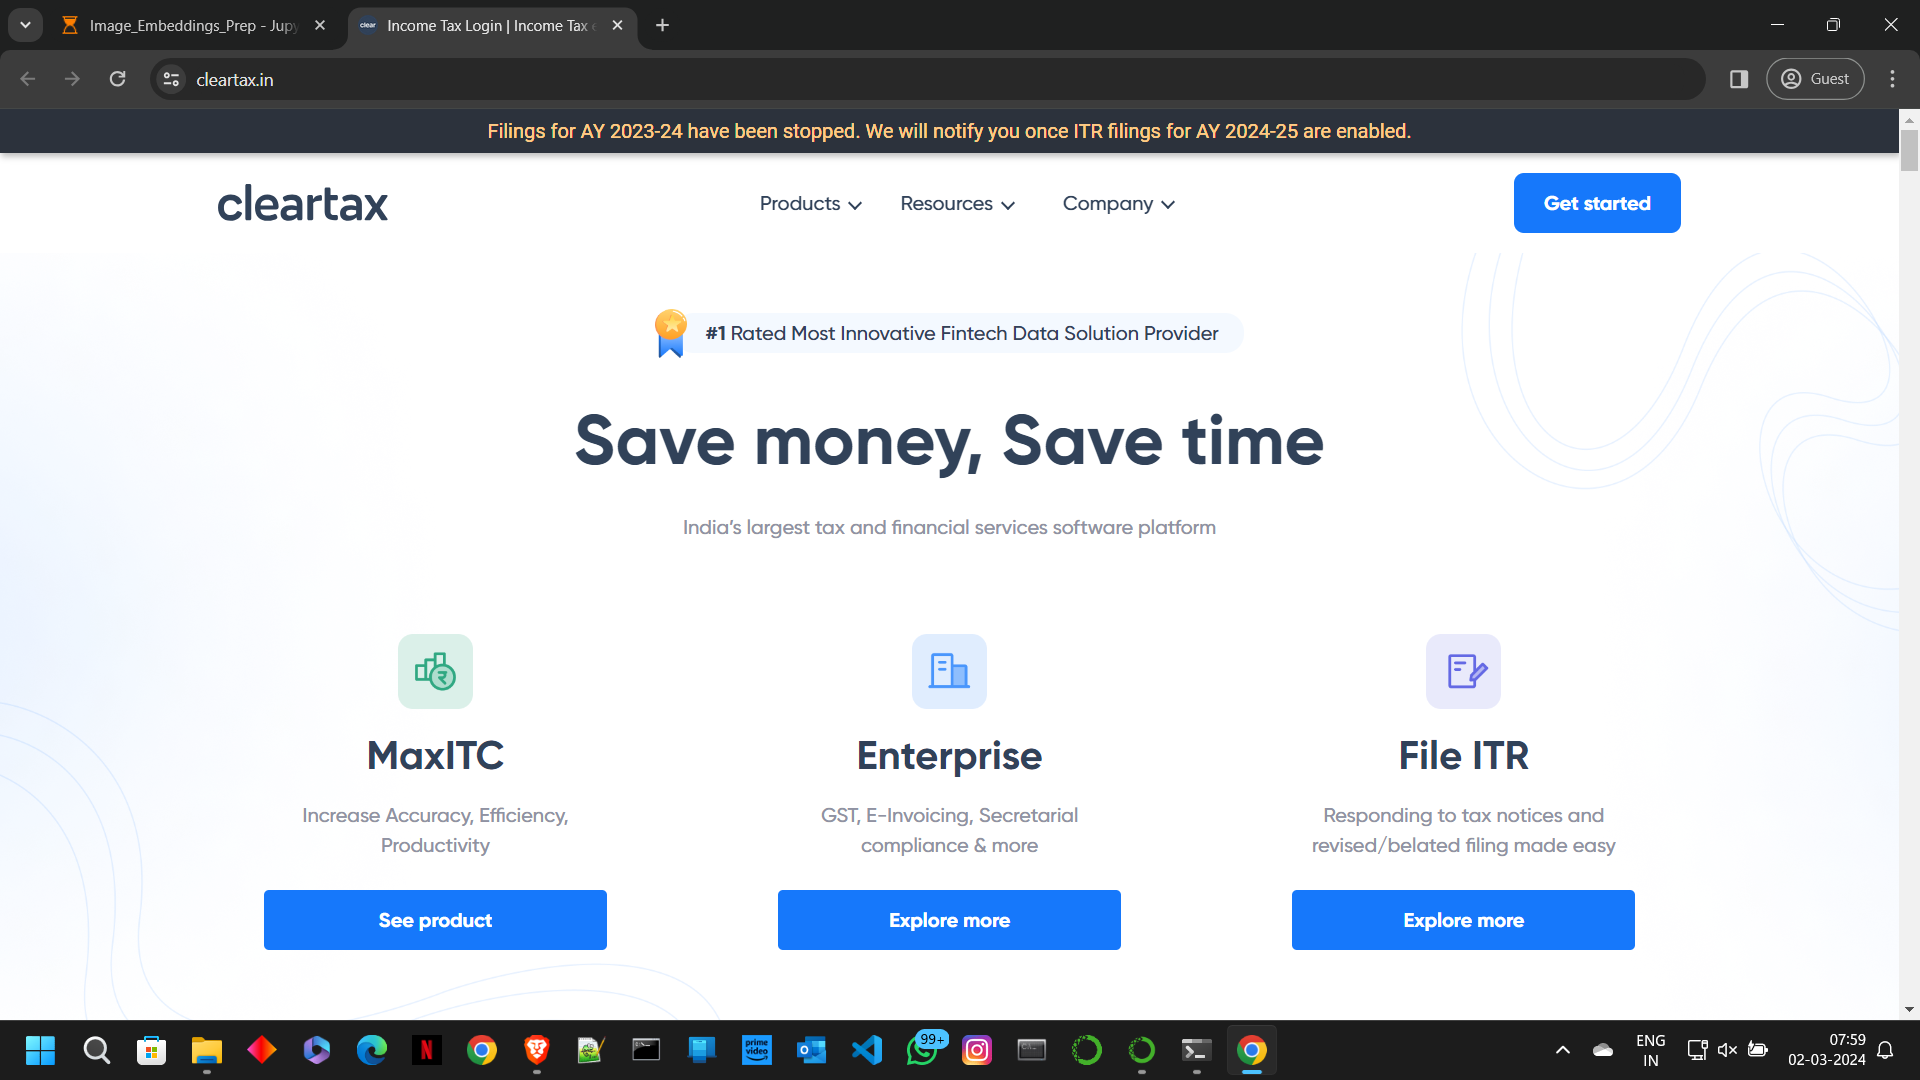 Image_Embeddings_Prep - Jupy
Income Tax Login | Income Tax e
cleartax.in
Guest
Filings for AY 2023-24 have been stopped. We will notify you once ITR filings for AY 2024-25 are enabled.
cleartax
Products
Resources
Company
Get started
#1 Rated Most Innovative Fintech Data Solution Provider
Save money, Save time
India's largest tax and financial services software platform
MaxITC
Increase Accuracy, Efficiency,
Productivity
See product
Enterprise
GST, E-Invoicing, Secretarial
compliance & more
Explore more
File ITR
Responding to tax notices and
revised/belated filing made easy
Explore more
prime video
99+
ENG
IN
07:59
02-03-2024